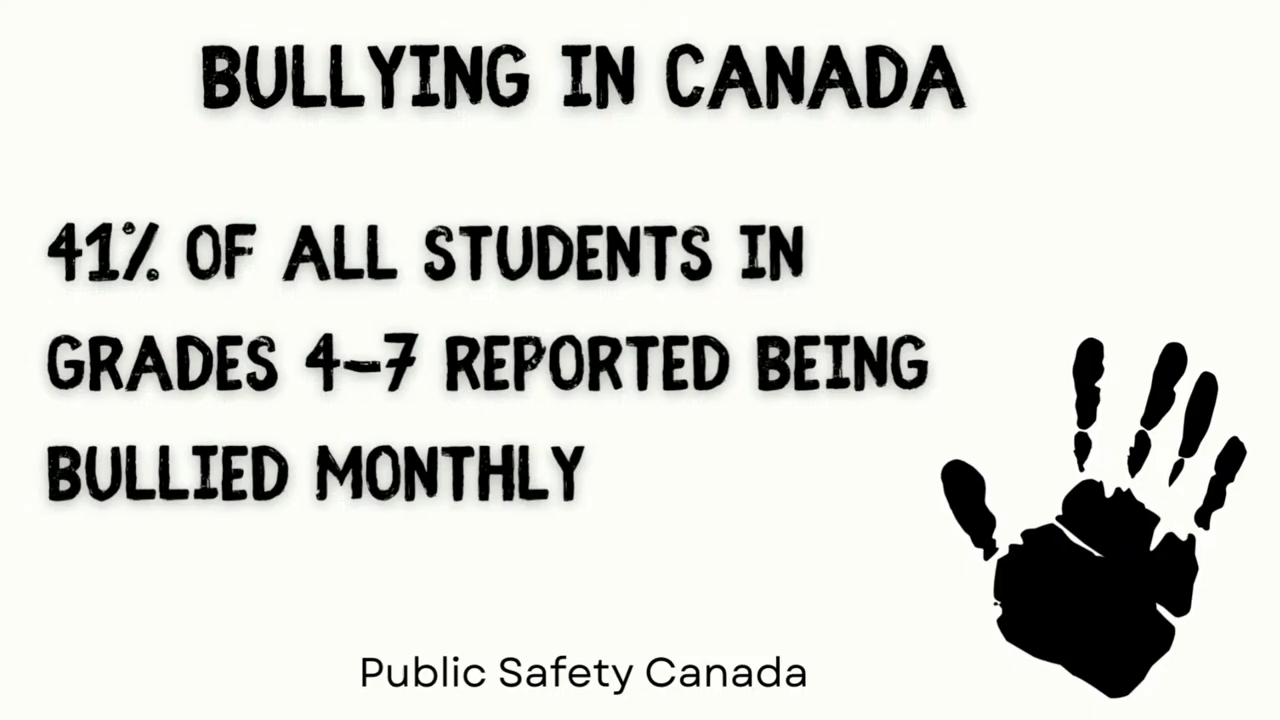 BULLYING IN CANADA
41% OF ALL STUDENTS IN
GRADES 4-7 REPORTED BEING
BULLIED MONTHLY
Public Safety Canada